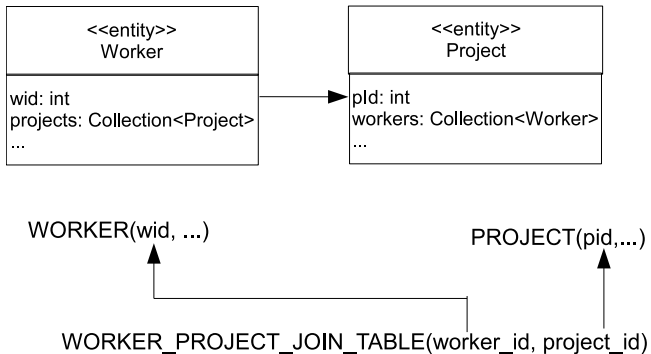 <<entity>>
Worker
wid: int
projects: Collection<Project>
...
<<entity>>
Project
pId: int
workers: Collection<Worker>
...
WORKER(wid, ...)
PROJECT(pid,...)
WORKER_PROJECT_JOIN_TABLE(worker_id, project_id)